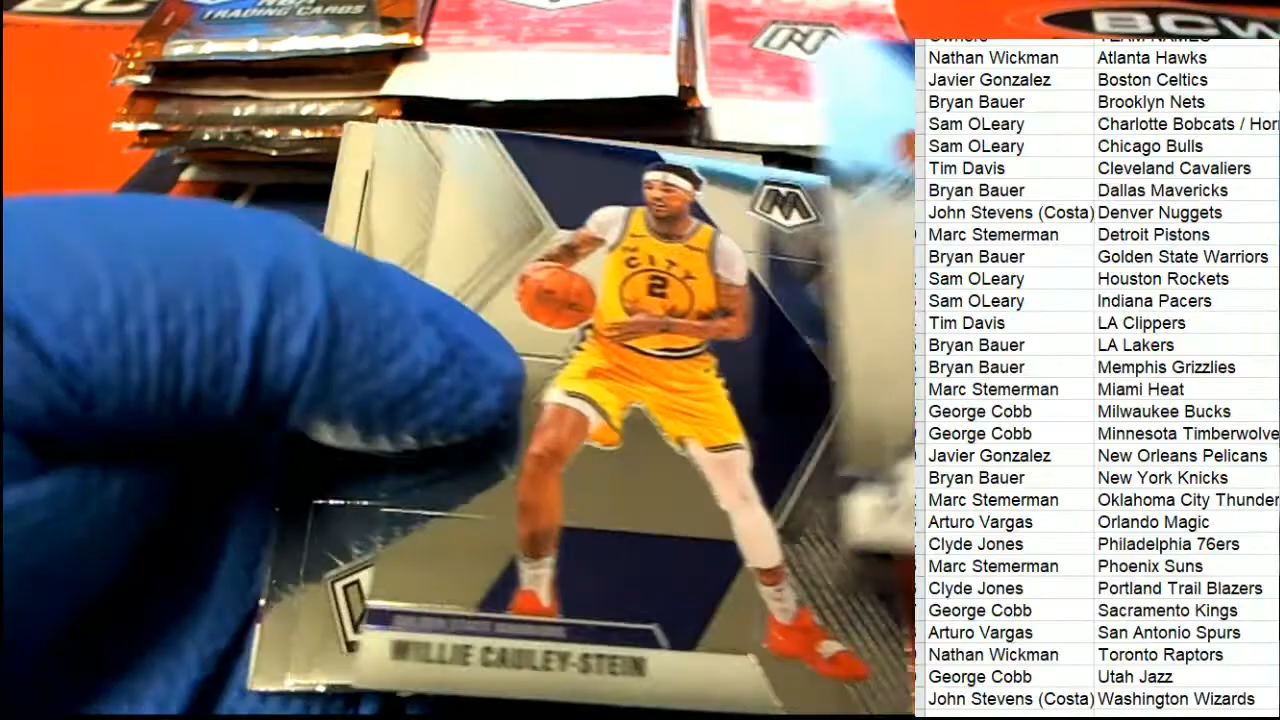 NBA
TRADING CARDS
BCW
CITY
2
WILLIE CAULEY-STEIN
Nathan Wickman Atlanta Hawks
Javier Gonzalez Boston Celtics
Bryan Bauer Brooklyn Nets
Sam OLeary Charlotte Bobcats / Hor
Sam OLeary Chicago Bulls
Tim Davis Cleveland Cavaliers
Bryan Bauer Dallas Mavericks
John Stevens (Costa) Denver Nuggets
Marc Stemerman Detroit Pistons
Bryan Bauer Golden State Warriors
Sam OLeary Houston Rockets
Sam OLeary Indiana Pacers
Tim Davis LA Clippers
Bryan Bauer LA Lakers
Bryan Bauer Memphis Grizzlies
Marc Stemerman Miami Heat
George Cobb Milwaukee Bucks
George Cobb Minnesota Timberwolve
Javier Gonzalez New Orleans Pelicans
Bryan Bauer New York Knicks
Marc Stemerman Oklahoma City Thunder
Arturo Vargas Orlando Magic
Clyde Jones Philadelphia 76ers
Marc Stemerman Phoenix Suns
Clyde Jones Portland Trail Blazers
George Cobb Sacramento Kings
Arturo Vargas San Antonio Spurs
Nathan Wickman Toronto Raptors
George Cobb Utah Jazz
John Stevens (Costa) Washington Wizards